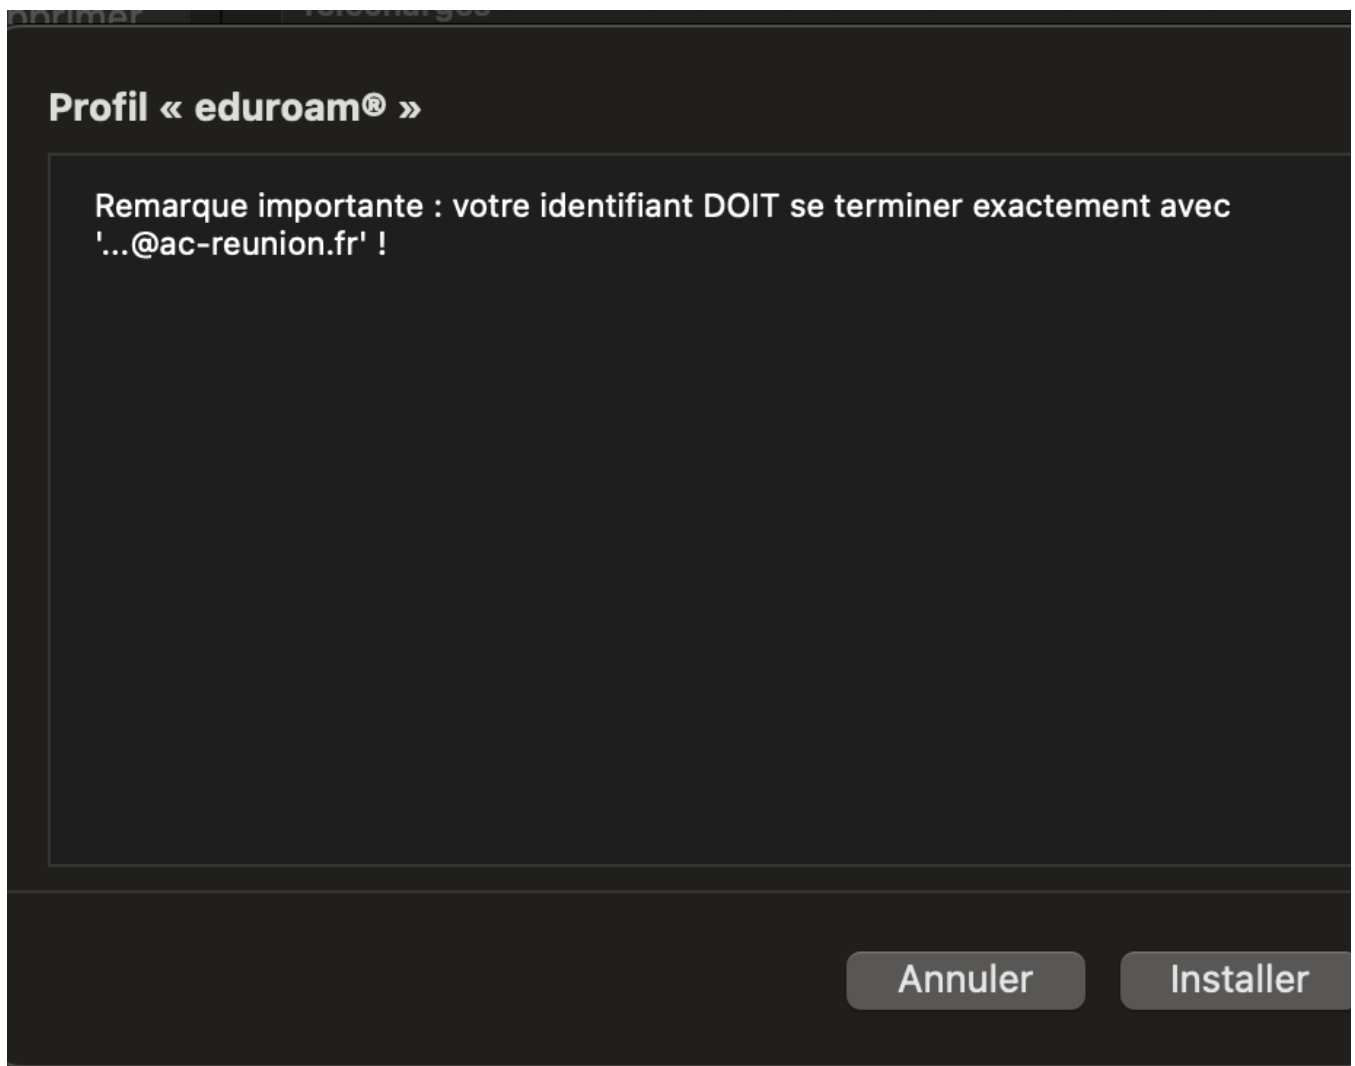 Profil « eduroam® »
Remarque importante : votre identifiant DOIT se terminer exactement avec
'...@ac-reunion.fr' !
Annuler
Installer